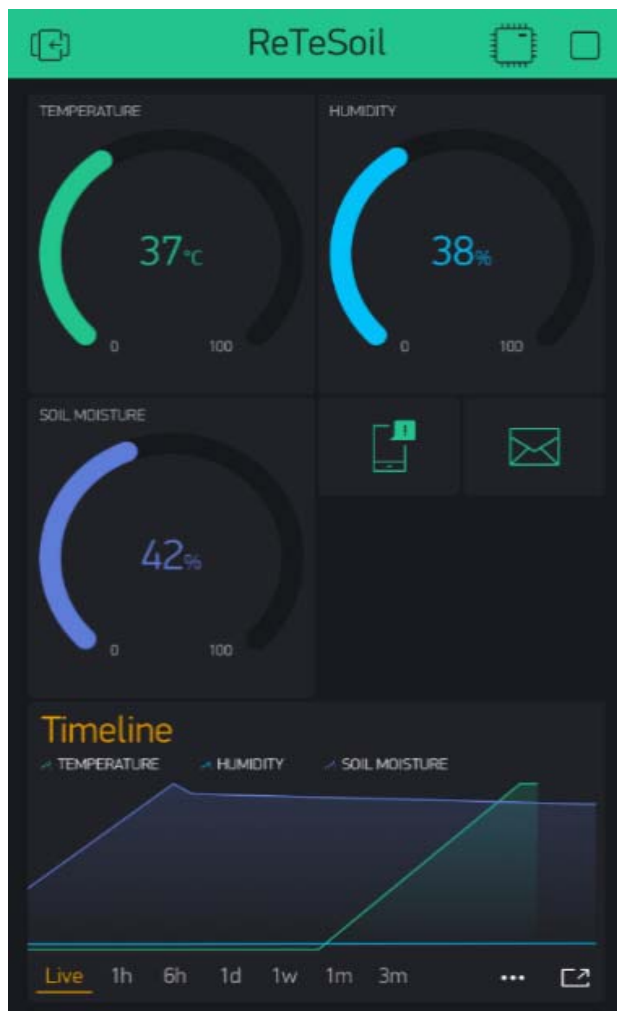 ReTeSoil
TEMPERATURE
37°C
0 100
HUMIDITY
38%
0 100
SOIL MOISTURE
42%
0 100
!
Timeline
TEMPERATURE HUMIDITY SOIL MOISTURE
Live 1h 6h 1d 1w 1m 3m ...